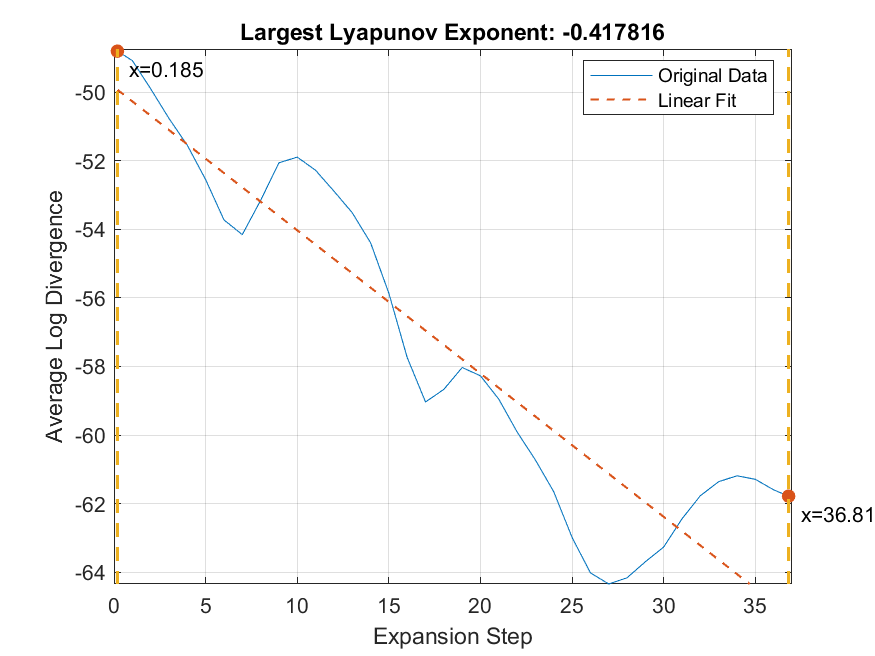 Largest Lyapunov Exponent: -0.417816
x=0.185
Original Data
Linear Fit
-50
-52
-54
-56
-58
-60
-62
-64
Average Log Divergence
x=36.81
0 5 10 15 20 25 30 35
Expansion Step